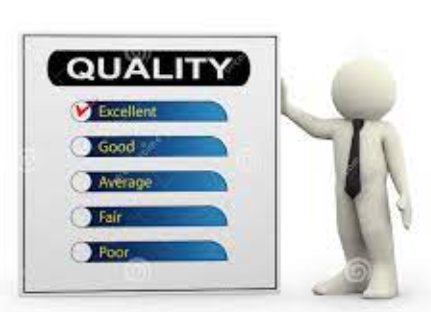 QUALITY
Excellent
Good
Average
Fair
Poor